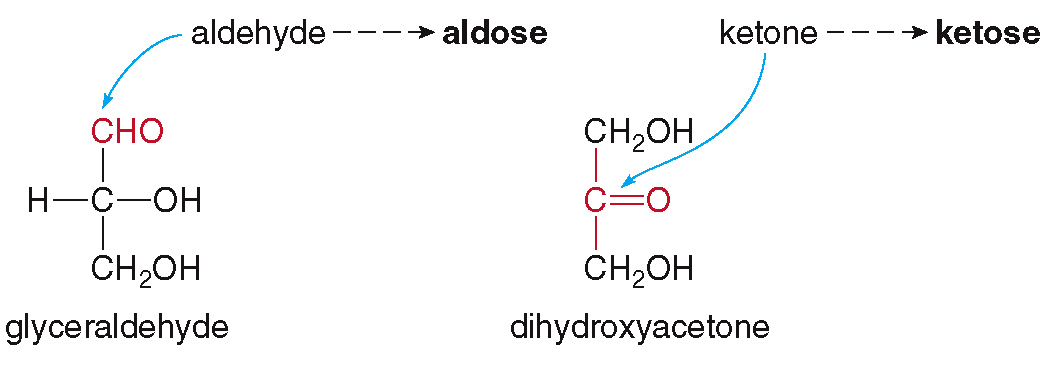 aldehyde aldose ketone ketose
CHO CH₂OH
H—C—OH C=O
CH₂OH CH₂OH
glyceraldehyde dihydroxyacetone